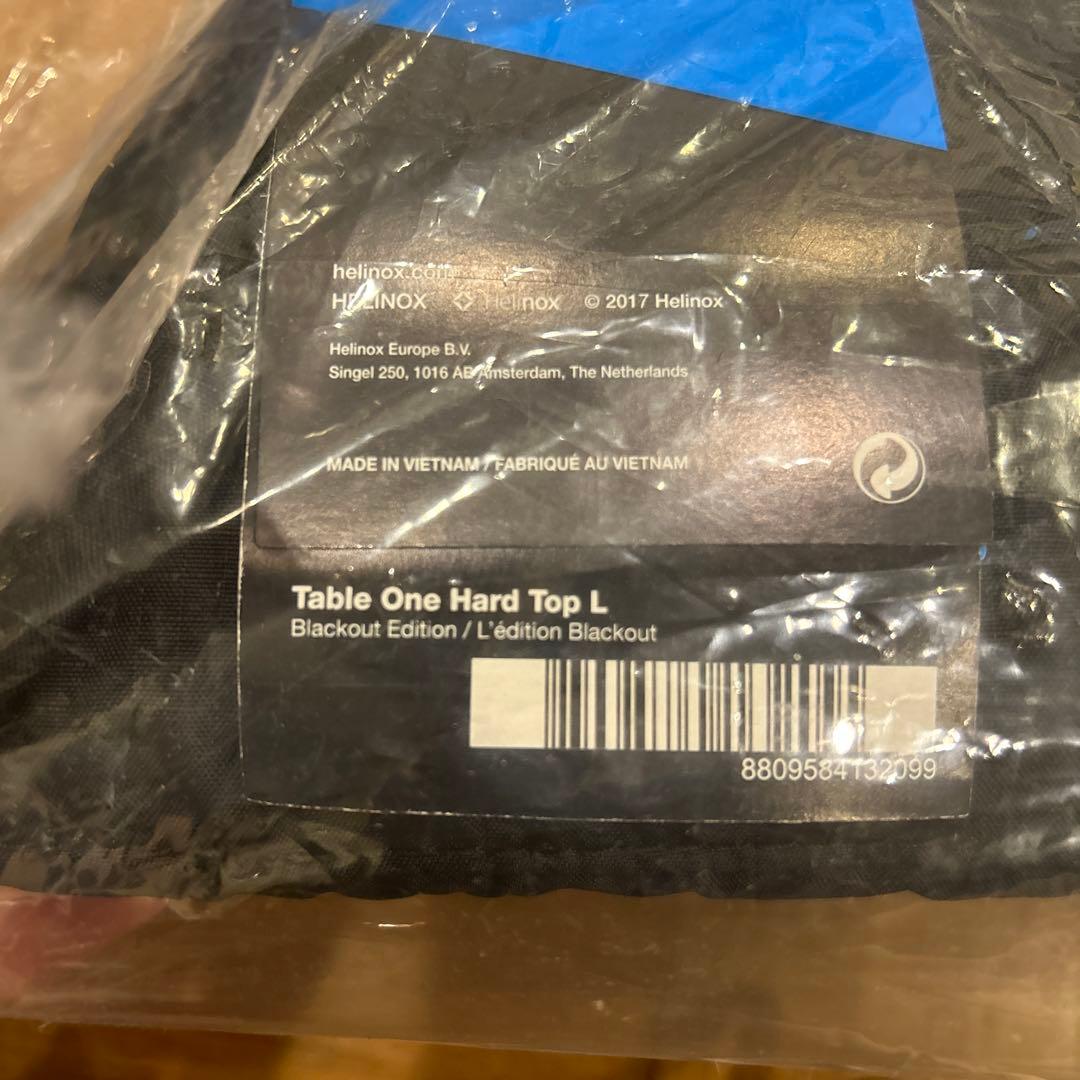 helinox.com
HELINOX Helinox © 2017 Helinox
Helinox Europe B.V.
Singel 250, 1016 AB Amsterdam, The Netherlands
MADE IN VIETNAM / FABRIQUÉ AU VIETNAM
Table One Hard Top L
Blackout Edition / L'édition Blackout
8809584132099